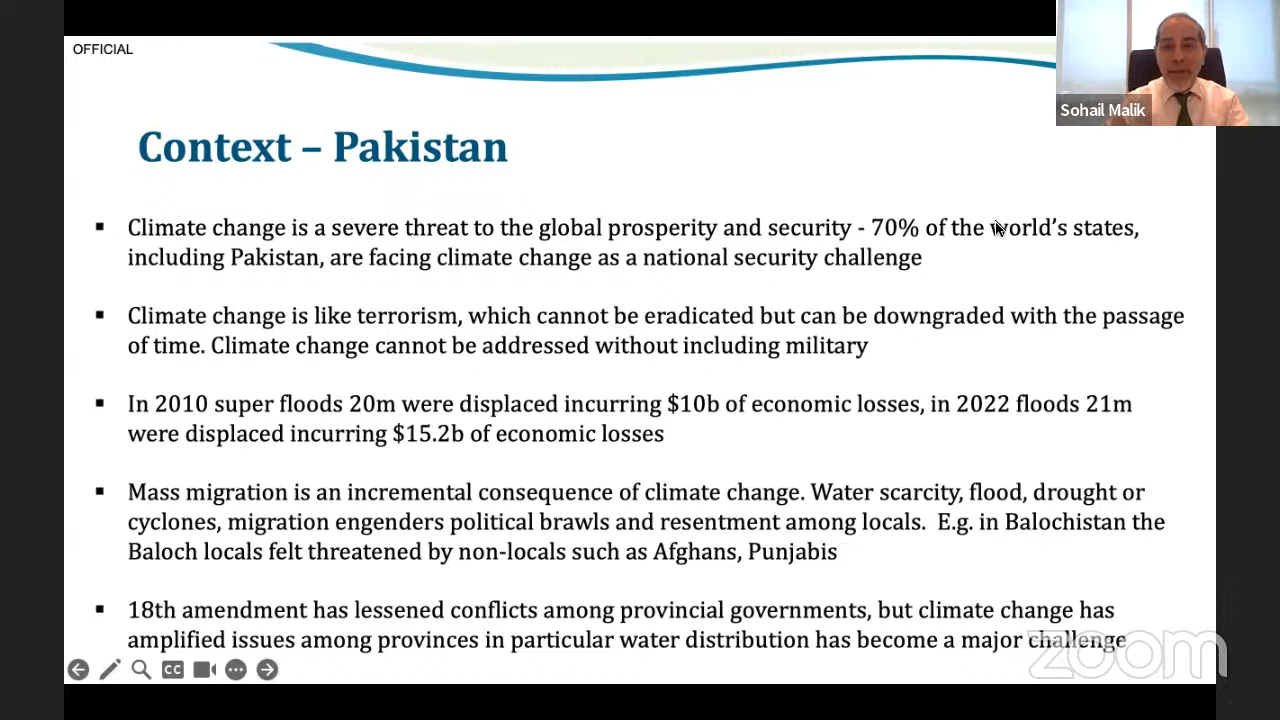 OFFICIAL
Sohail Malik
Context – Pakistan
▪ Climate change is a severe threat to the global prosperity and security - 70% of the world's states,
including Pakistan, are facing climate change as a national security challenge
▪ Climate change is like terrorism, which cannot be eradicated but can be downgraded with the passage
of time. Climate change cannot be addressed without including military
▪ In 2010 super floods 20m were displaced incurring $10b of economic losses, in 2022 floods 21m
were displaced incurring $15.2b of economic losses
▪ Mass migration is an incremental consequence of climate change. Water scarcity, flood, drought or
cyclones, migration engenders political brawls and resentment among locals.  E.g. in Balochistan the
Baloch locals felt threatened by non-locals such as Afghans, Punjabis
▪ 18th amendment has lessened conflicts among provincial governments, but climate change has
amplified issues among provinces in particular water distribution has become a major challenge
CC
zoom